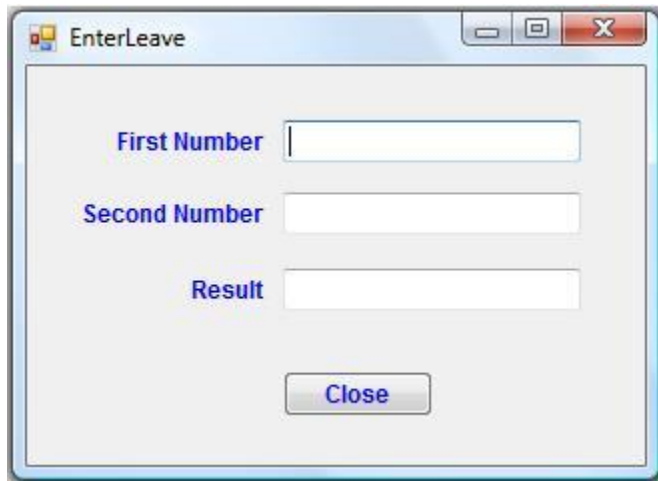 EnterLeave
First Number
Second Number
Result
Close